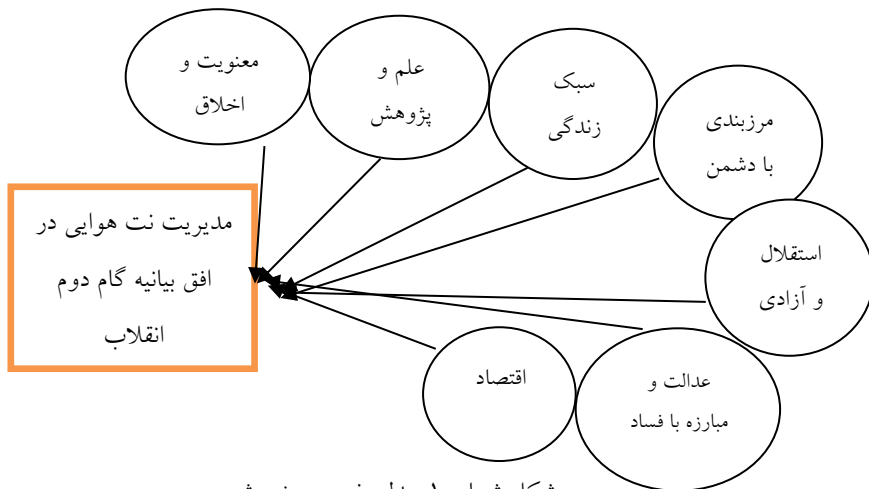 معنویت و
اخلاق
علم و
پژوهش
سبک
زندگی
مرزبندی
با دشمن
استقلال
و آزادی
عدالت و
مبارزه با فساد
اقتصاد
مدیریت نت هوایی در
افق بیانیه گام دوم
انقلاب